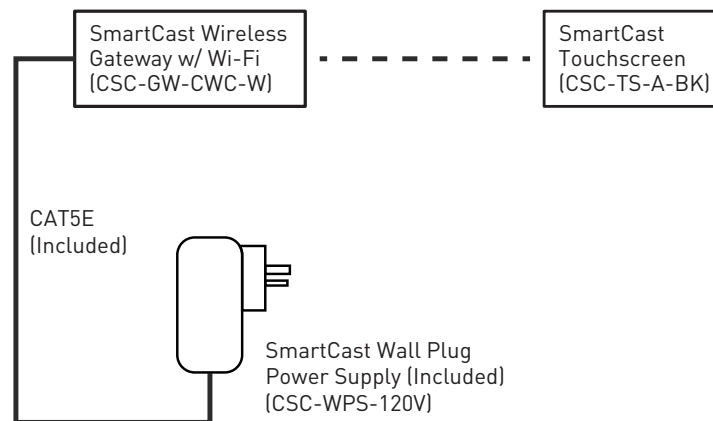 SmartCast Wireless
Gateway w/ Wi-Fi
(CSC-GW-CWC-W)
SmartCast
Touchscreen
(CSC-TS-A-BK)
CAT5E
(Included)
SmartCast Wall Plug
Power Supply (Included)
(CSC-WPS-120V)